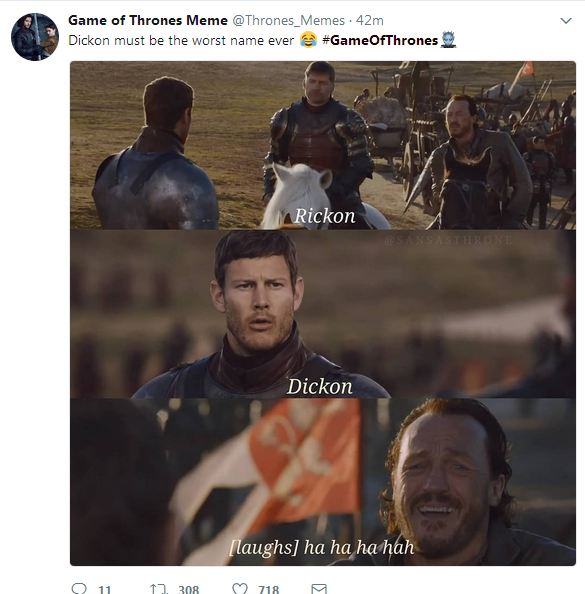 Game of Thrones Meme @Thrones_Memes · 42m
Dickon must be the worst name ever 😂 #GameOfThrones
Rickon
@SANSASTHRONE
Dickon
[laughs] ha ha ha hah
11 308 718